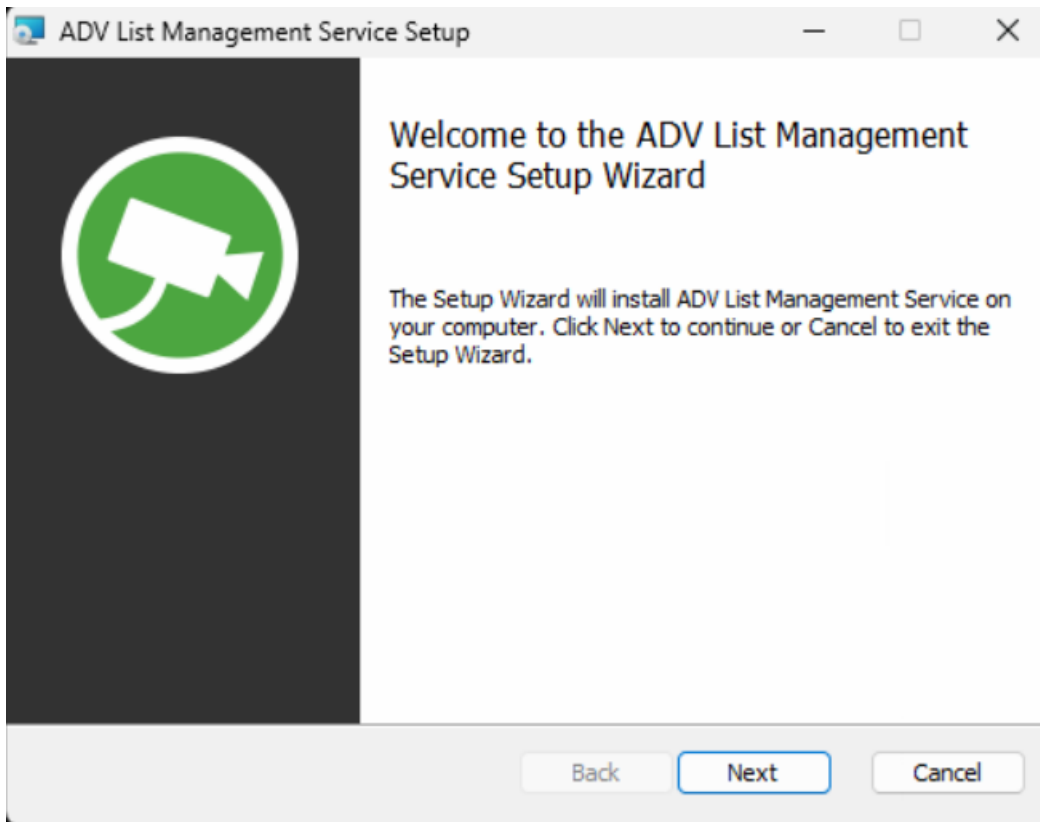 ADV List Management Service Setup
Welcome to the ADV List Management
Service Setup Wizard
The Setup Wizard will install ADV List Management Service on
your computer. Click Next to continue or Cancel to exit the
Setup Wizard.
Back
Next
Cancel